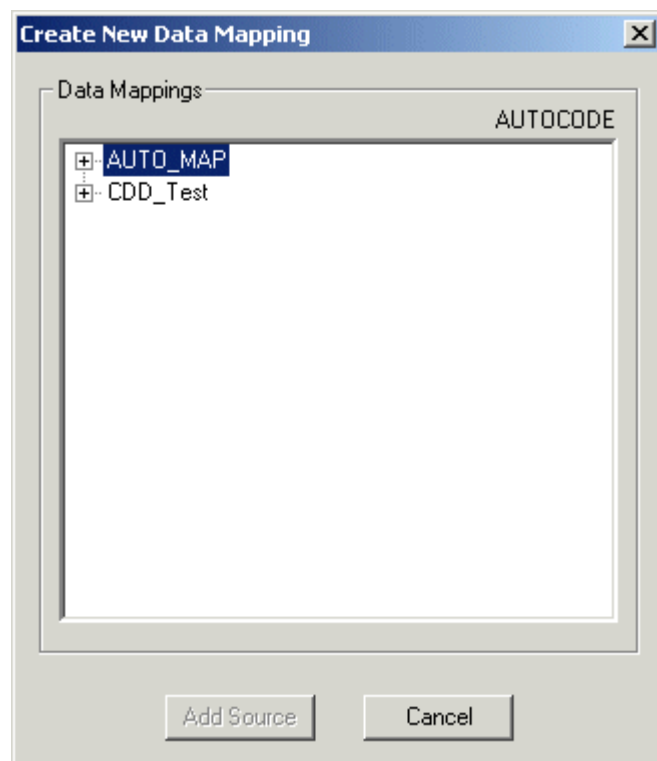 Create New Data Mapping
Data Mappings
AUTOCODE
AUTO_MAP
CDD_Test
Add Source
Cancel